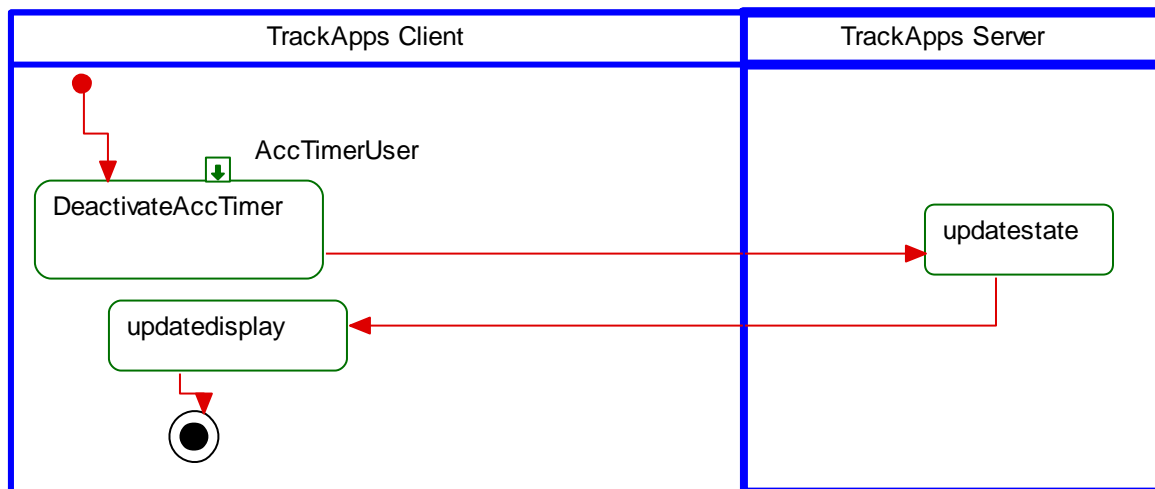 TrackApps Client
TrackApps Server
AccTimerUser
DeactivateAccTimer
updatestate
updatedisplay